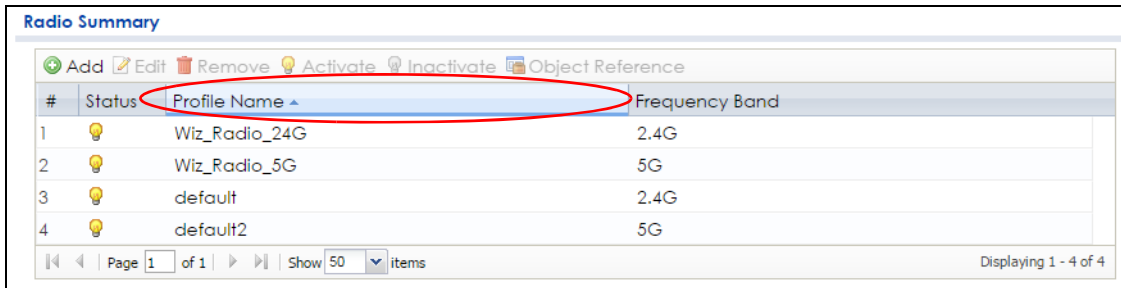 Radio Summary
Add Edit Remove Activate Inactivate Object Reference
# Status Profile Name Frequency Band
1 Wiz_Radio_24G 2.4G
2 Wiz_Radio_5G 5G
3 default 2.4G
4 default2 5G
Page 1 of 1 Show 50 items Displaying 1 - 4 of 4